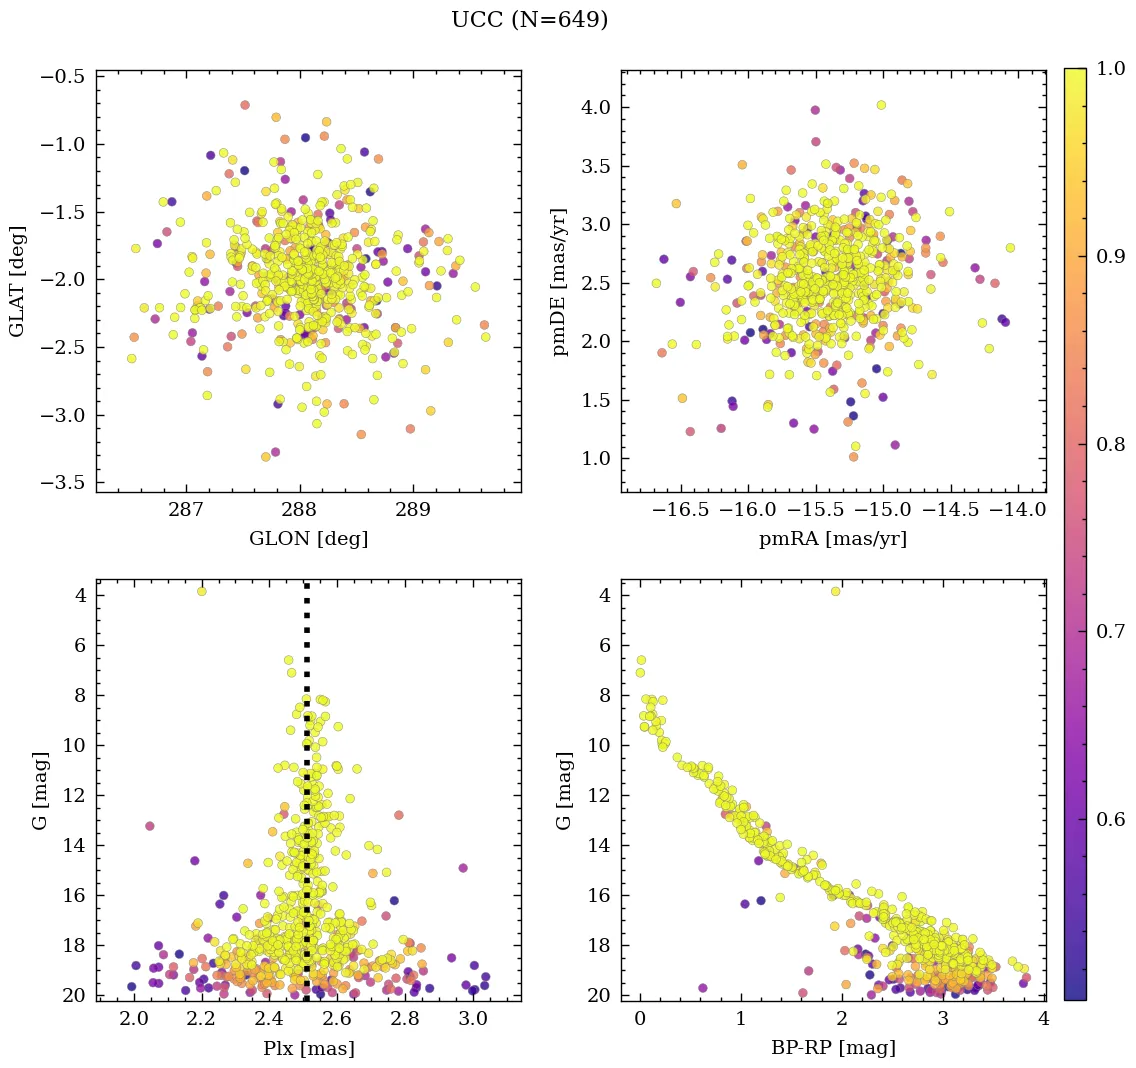 UCC (N=649)
−0.5
−1.0
−1.5
−2.0
−2.5
−3.0
−3.5
GLAT [deg]
287 288 289
GLON [deg]
4.0
3.5
3.0
2.5
2.0
1.5
1.0
pmDE [mas/yr]
−16.5 −16.0 −15.5 −15.0 −14.5 −14.0
pmRA [mas/yr]
4
6
8
10
12
14
16
18
20
G [mag]
2.0 2.2 2.4 2.6 2.8 3.0
Plx [mas]
4
6
8
10
12
14
16
18
20
G [mag]
0 1 2 3 4
BP-RP [mag]
1.0
0.9
0.8
0.7
0.6